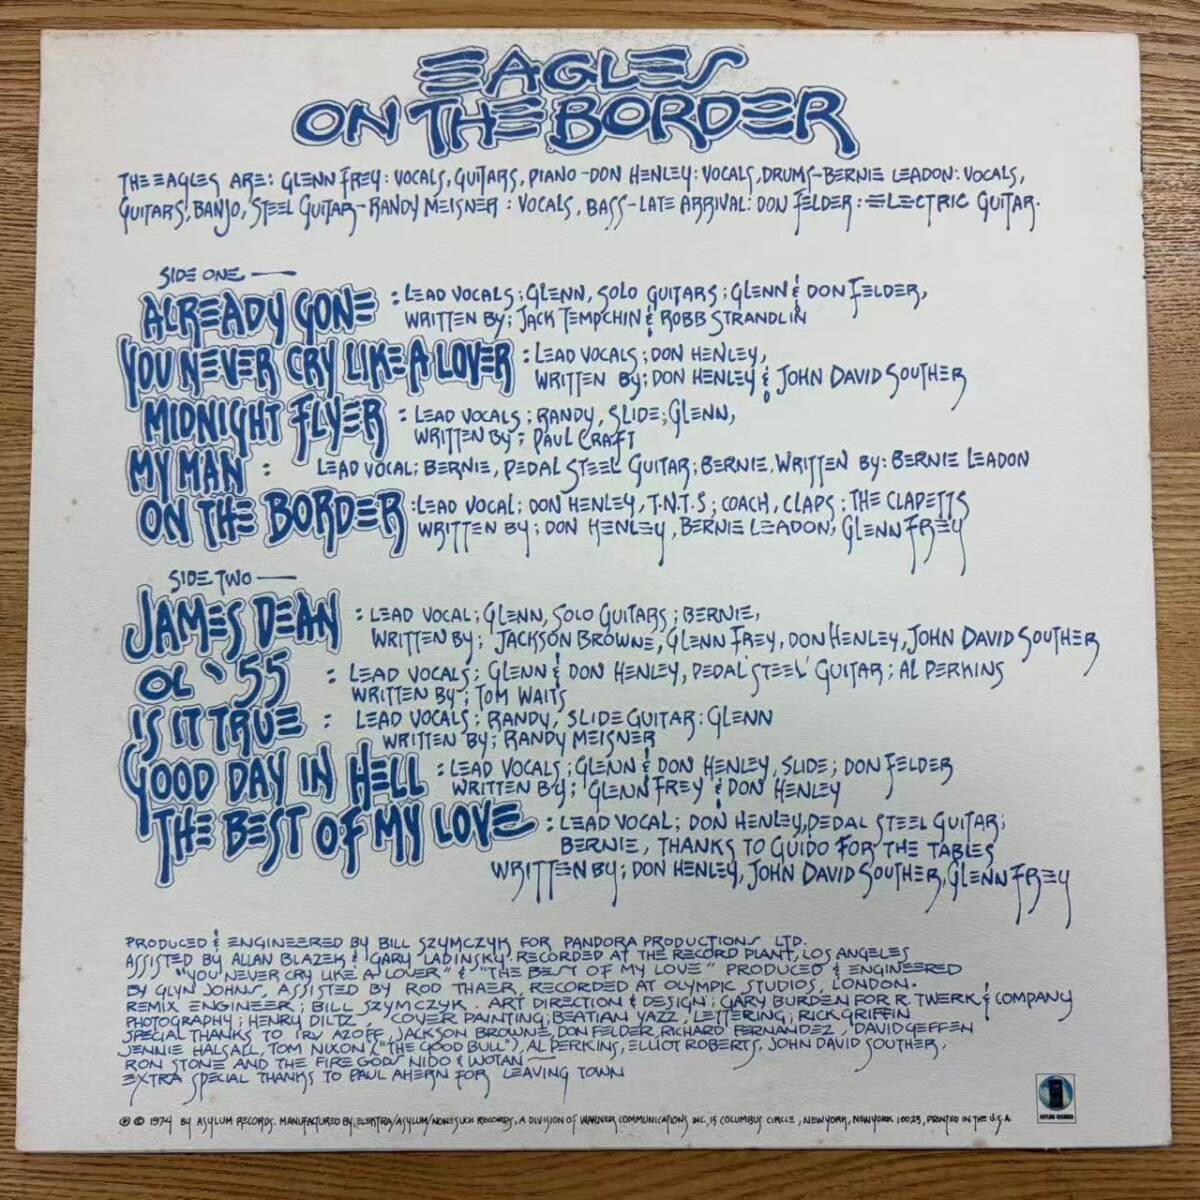 EAGLES
ON THE BORDER
THE EAGLES ARE: GLENN FREY: VOCALS, GUITARS, PIANO - DON HENLEY: VOCALS, DRUMS - BERNIE LEADON: VOCALS,
GUITARS, BANJO, STEEL GUITAR - RANDY MEISNER: VOCALS, BASS - LATE ARRIVAL: DON FELDER: ELECTRIC GUITAR.
SIDE ONE —
ALREADY GONE : LEAD VOCALS; GLENN, SOLO GUITARS; GLENN & DON FELDER,
WRITTEN BY; JACK TEMPCHIN & ROBB STRANDLIN
YOU NEVER CRY LIKE A LOVER : LEAD VOCALS; DON HENLEY,
WRITTEN BY; DON HENLEY & JOHN DAVID SOUTHER
MIDNIGHT FLYER : LEAD VOCALS; RANDY, SLIDE; GLENN,
WRITTEN BY; PAUL CRAFT
MY MAN : LEAD VOCAL; BERNIE, PEDAL STEEL GUITAR; BERNIE, WRITTEN BY: BERNIE LEADON
ON THE BORDER : LEAD VOCAL; DON HENLEY, T.N.T.S; COACH, CLAPS; THE CLAPETTS
WRITTEN BY; DON HENLEY, BERNIE LEADON, GLENN FREY
SIDE TWO —
JAMES DEAN : LEAD VOCAL; GLENN, SOLO GUITARS; BERNIE,
WRITTEN BY; JACKSON BROWNE, GLENN FREY, DON HENLEY, JOHN DAVID SOUTHER
OL '55 : LEAD VOCALS; GLENN & DON HENLEY, PEDAL STEEL GUITAR; AL PERKINS
WRITTEN BY; TOM WAITS
IS IT TRUE : LEAD VOCALS; RANDY, SLIDE GUITAR: GLENN
WRITTEN BY; RANDY MEISNER
GOOD DAY IN HELL : LEAD VOCALS; GLENN & DON HENLEY, SLIDE; DON FELDER
WRITTEN BY; GLENN FREY & DON HENLEY
THE BEST OF MY LOVE : LEAD VOCAL; DON HENLEY, PEDAL STEEL GUITAR;
BERNIE, THANKS TO GUIDO FOR THE TABLES
WRITTEN BY; DON HENLEY, JOHN DAVID SOUTHER, GLENN FREY
PRODUCED & ENGINEERED BY BILL SZYMCZYK FOR PANDORA PRODUCTIONS LTD.
ASSISTED BY ALLAN BLAZEK & GARY LADINSKY. RECORDED AT THE RECORD PLANT, LOS ANGELES
"YOU NEVER CRY LIKE A LOVER" & "THE BEST OF MY LOVE" PRODUCED & ENGINEERED
BY GLYN JOHNS, ASSISTED BY ROD THAER, RECORDED AT OLYMPIC STUDIOS, LONDON.
REMIX ENGINEER; BILL SZYMCZYK. ART DIRECTION & DESIGN; GARY BURDEN FOR R. TWERK & COMPANY
PHOTOGRAPHY; HENRY DILTZ, COVER PAINTING; BEATIAN YAZZ, LETTERING; RICK GRIFFIN
SPECIAL THANKS TO IRV AZOFF, JACKSON BROWNE, DON FELDER, RICHARD FERNANDEZ, DAVID GEFFEN
JENNIE HALSALL, TOM NIXON ("THE GOOD BULL"), AL PERKINS, ELLIOT ROBERTS, JOHN DAVID SOUTHER,
RON STONE AND THE FIRE GODS NIDO & WOTAN —
EXTRA SPECIAL THANKS TO PAUL AHERN FOR LEAVING TOWN
℗ © 1974 BY ASYLUM RECORDS. MANUFACTURED BY ELEKTRA/ASYLUM/NONESUCH RECORDS, A DIVISION OF WARNER COMMUNICATIONS INC, 15 COLUMBUS CIRCLE, NEW YORK, NEW YORK 10023, PRINTED IN THE U.S.A.
ASYLUM RECORDS